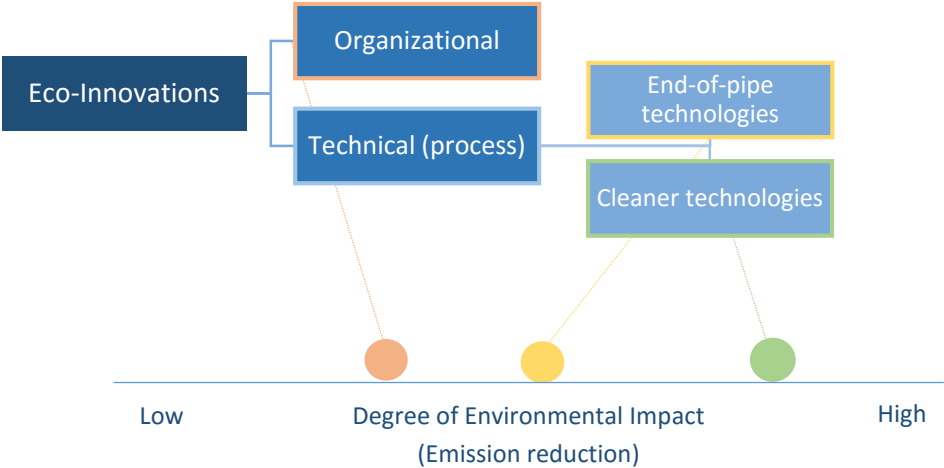 Organizational
Eco-Innovations
End-of-pipe
technologies
Technical (process)
Cleaner technologies
Low
Degree of Environmental Impact
(Emission reduction)
High